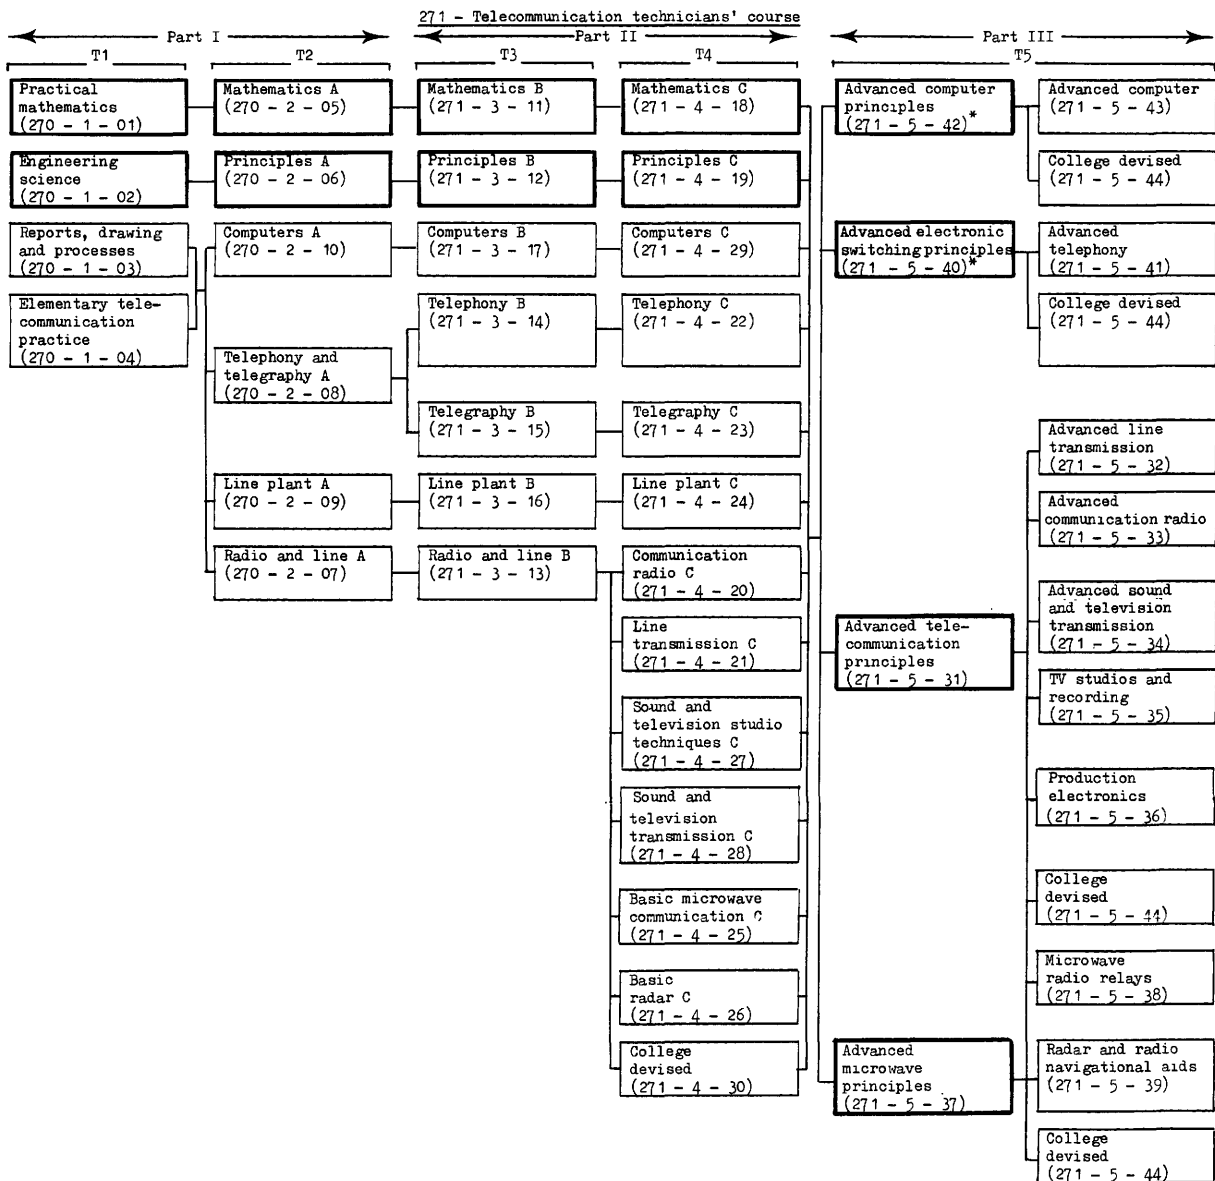 271 - Telecommunication technicians' course
Part I
Part II
Part III
T1
T2
T3
T4
T5
Practical
mathematics
(270 - 1 - 01)
Engineering
science
(270 - 1 - 02)
Reports, drawing
and processes
(270 - 1 - 03)
Elementary tele-
communication
practice
(270 - 1 - 04)
Mathematics A
(270 - 2 - 05)
Principles A
(270 - 2 - 06)
Computers A
(270 - 2 - 10)
Telephony and
telegraphy A
(270 - 2 - 08)
Line plant A
(270 - 2 - 09)
Radio and line A
(270 - 2 - 07)
Mathematics B
(271 - 3 - 11)
Principles B
(271 - 3 - 12)
Computers B
(271 - 3 - 17)
Telephony B
(271 - 3 - 14)
Telegraphy B
(271 - 3 - 15)
Line plant B
(271 - 3 - 16)
Radio and line B
(271 - 3 - 13)
Mathematics C
(271 - 4 - 18)
Principles C
(271 - 4 - 19)
Computers C
(271 - 4 - 29)
Telephony C
(271 - 4 - 22)
Telegraphy C
(271 - 4 - 23)
Line plant C
(271 - 4 - 24)
Communication
radio C
(271 - 4 - 20)
Line
transmission C
(271 - 4 - 21)
Sound and
television studio
techniques C
(271 - 4 - 27)
Sound and
television
transmission C
(271 - 4 - 28)
Basic microwave
communication C
(271 - 4 - 25)
Basic
radar C
(271 - 4 - 26)
College
devised
(271 - 4 - 30)
Advanced computer
principles
(271 - 5 - 42)*
Advanced electronic
switching principles
(271 - 5 - 40)*
Advanced tele-
communication
principles
(271 - 5 - 31)
Advanced
microwave
principles
(271 - 5 - 37)
Advanced computer
(271 - 5 - 43)
College devised
(271 - 5 - 44)
Advanced
telephony
(271 - 5 - 41)
College devised
(271 - 5 - 44)
Advanced line
transmission
(271 - 5 - 32)
Advanced
communication radio
(271 - 5 - 33)
Advanced sound
and television
transmission
(271 - 5 - 34)
TV studios and
recording
(271 - 5 - 35)
Production
electronics
(271 - 5 - 36)
College
devised
(271 - 5 - 44)
Microwave
radio relays
(271 - 5 - 38)
Radar and radio
navigational aids
(271 - 5 - 39)
College
devised
(271 - 5 - 44)